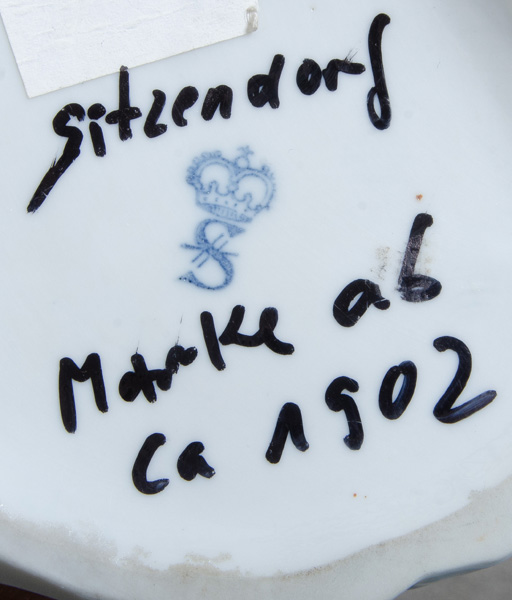 Sitzendorf
S
Marke ab
Ca 1902